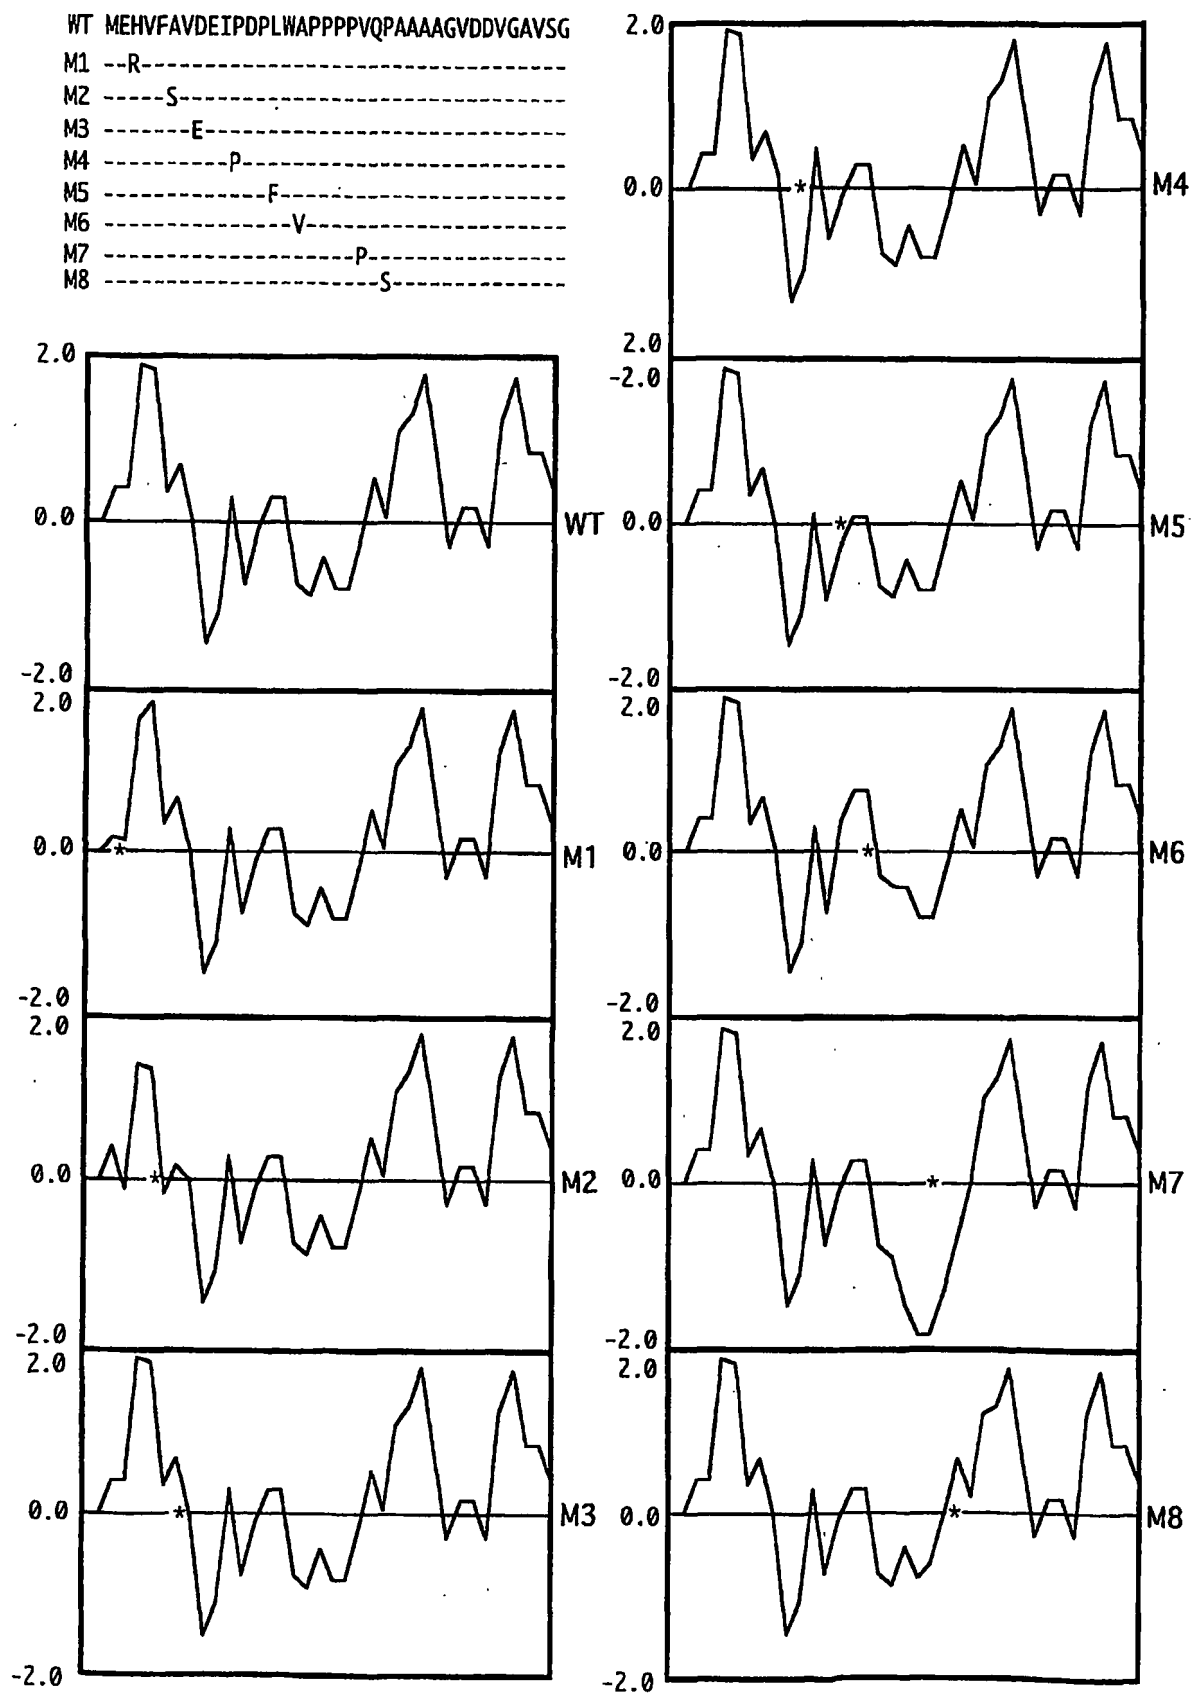 WT MEHVFAVDEIPDPLWAPPPPVQPAAAAGVDDVGAVSG
M1 --R----------------------------------
M2 -----S-------------------------------
M3 -------E-----------------------------
M4 ----------P--------------------------
M5 -------------F-----------------------
M6 ---------------V---------------------
M7 --------------------P----------------
M8 ----------------------S--------------
2.0
0.0
WT
-2.0
2.0
0.0
*
M1
-2.0
2.0
0.0
*
M2
-2.0
2.0
0.0
*
M3
-2.0
2.0
0.0
*
M4
2.0
-2.0
0.0
*
M5
-2.0
2.0
0.0
*
M6
-2.0
2.0
0.0
*
M7
-2.0
2.0
0.0
*
M8
-2.0